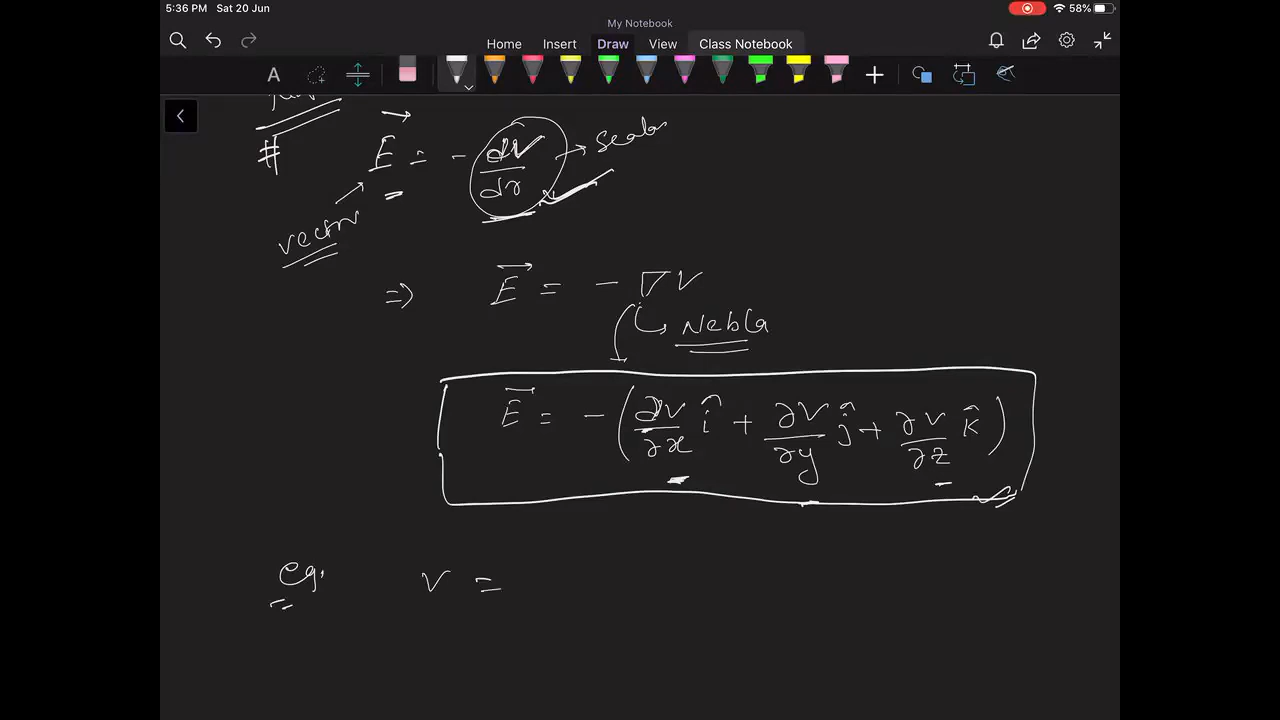 5:36 PM Sat 20 Jun
58%
My Notebook
Home Insert Draw View Class Notebook
A
# E⃗ = - dV/dr → Scalar
vector
⇒ E⃗ = - ∇V
Nebla
E⃗ = - (∂V/∂x î + ∂V/∂y ĵ + ∂V/∂z k̂)
eg. V =